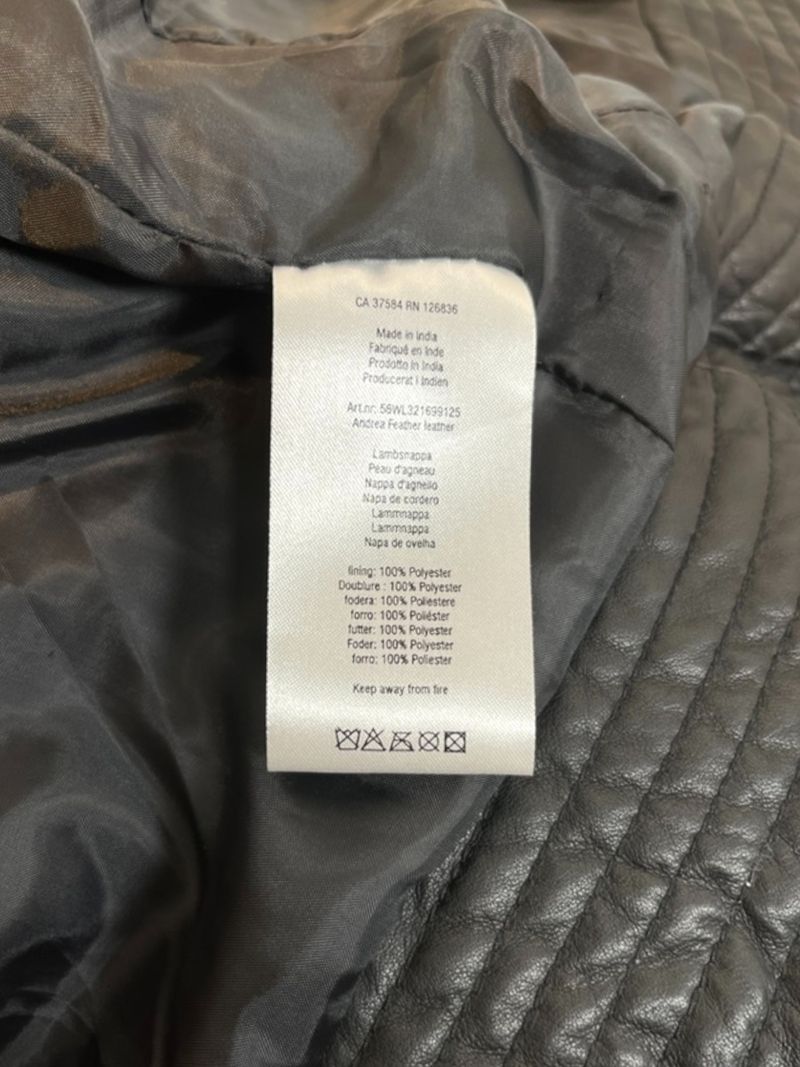 CA 37584 RN 126836
Made in India
Fabriqué en Inde
Prodotto in India
Producerat i Indien
Art.nr: 56WL321699125
Andrea Feather leather
Lambsnappa
Peau d'agneau
Nappa d'agnello
Napa de cordero
Lammnappa
Lammnappa
Napa de ovelha
lining: 100% Polyester
Doublure : 100% Polyester
fodera: 100% Poliestere
forro: 100% Poliéster
futter: 100% Polyester
Foder: 100% Polyester
forro: 100% Poliester
Keep away from fire